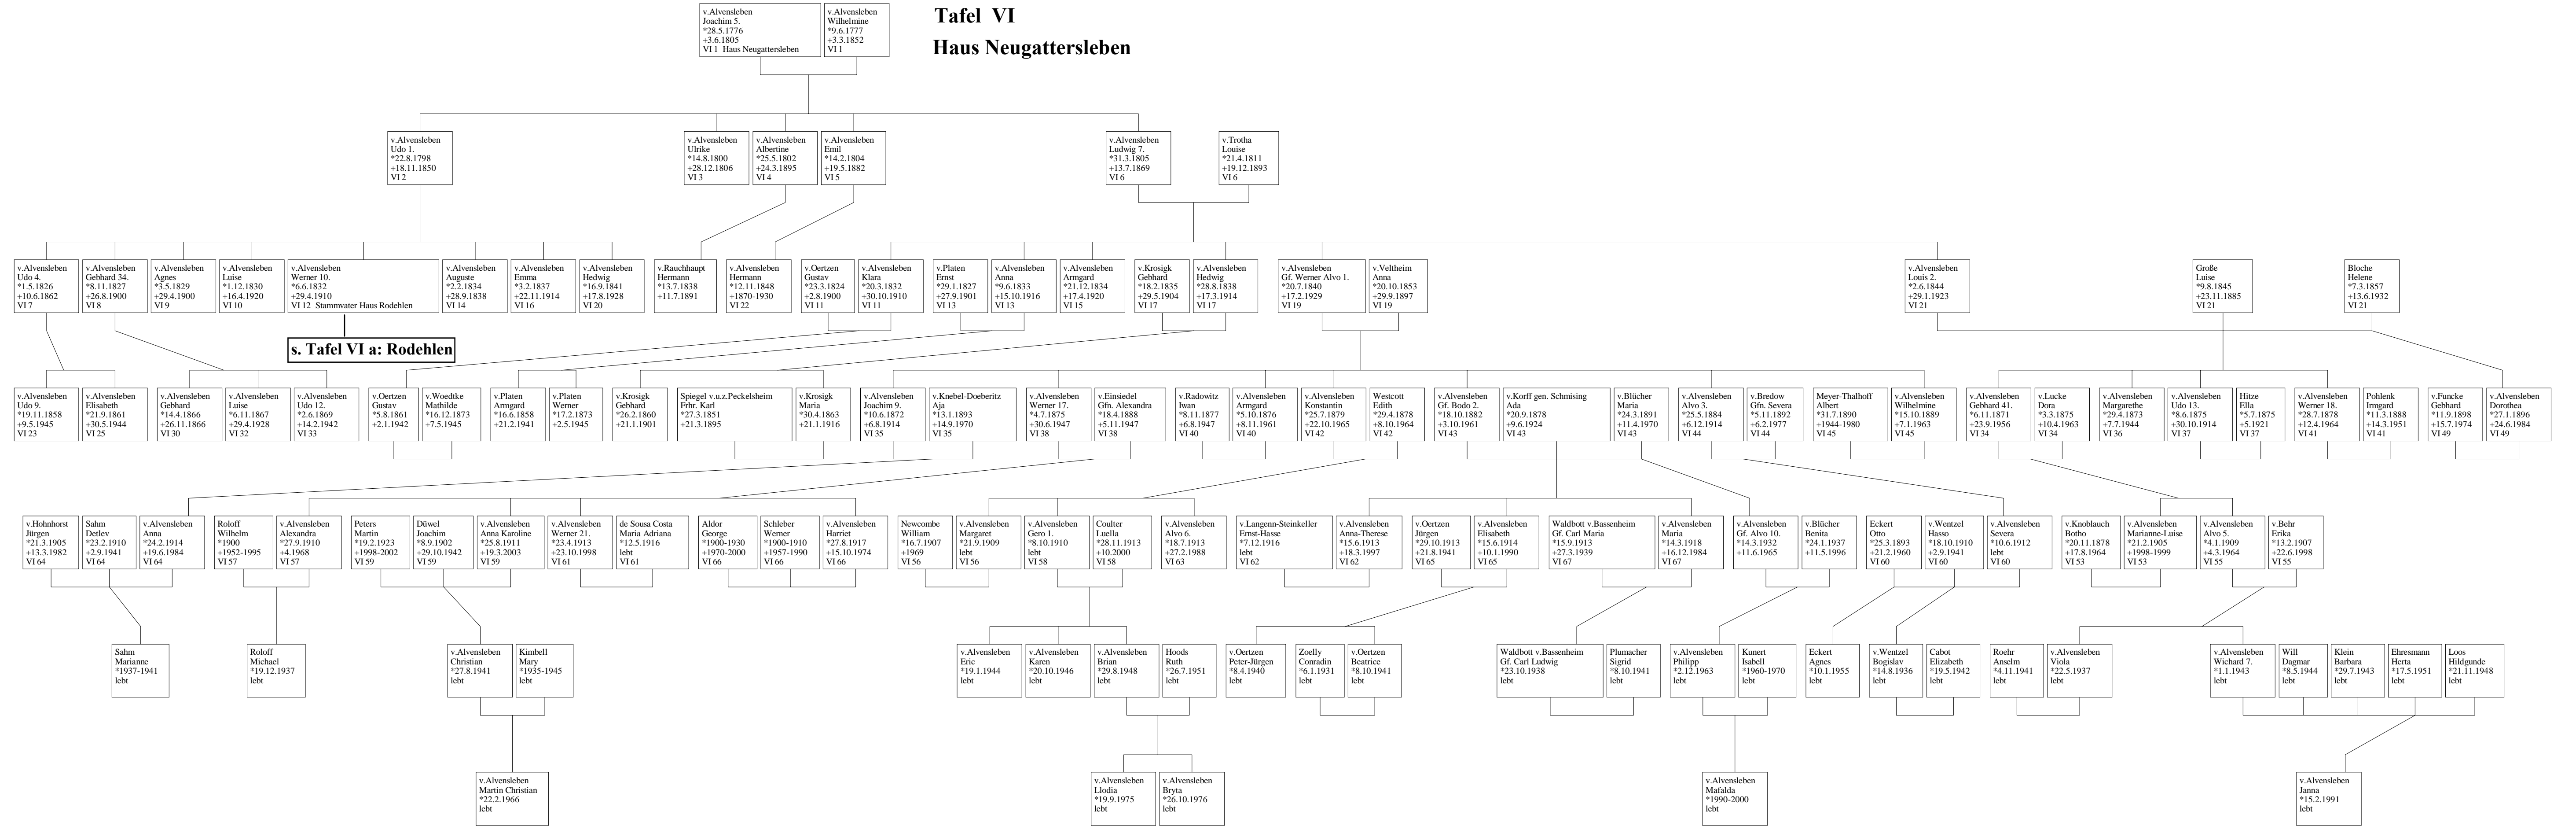 Tafel VI
Haus Neugattersleben
v.Alvensleben
Joachim 5.
*28.5.1776
+3.6.1805
VI 1 Haus Neugattersleben
v.Alvensleben
Wilhelmine
*9.6.1777
+3.3.1852
VI 1
v.Alvensleben
Udo 1.
*22.8.1798
+18.11.1850
VI 2
v.Alvensleben
Ulrike
*14.8.1800
+28.12.1806
VI 3
v.Alvensleben
Albertine
*25.5.1802
+24.3.1895
VI 4
v.Alvensleben
Emil
*14.2.1804
+19.5.1882
VI 5
v.Alvensleben
Ludwig 7.
*31.3.1805
+13.7.1869
VI 6
v.Trotha
Louise
*21.4.1811
+19.12.1893
VI 6
v.Alvensleben
Udo 4.
*1.5.1826
+10.6.1862
VI 7
v.Alvensleben
Gebhard 34.
*8.11.1827
+26.8.1900
VI 8
v.Alvensleben
Agnes
*3.5.1829
+29.4.1900
VI 9
v.Alvensleben
Luise
*1.12.1830
+16.4.1920
VI 10
v.Alvensleben
Werner 10.
*6.6.1832
+29.4.1910
VI 12 Stammvater Haus Rodehlen
v.Alvensleben
Auguste
*2.2.1834
+28.9.1838
VI 14
v.Alvensleben
Emma
*3.2.1837
+22.11.1914
VI 16
v.Alvensleben
Hedwig
*16.9.1841
+17.8.1928
VI 20
v.Rauchhaupt
Hermann
*13.7.1838
+11.7.1891
v.Alvensleben
Hermann
*12.11.1848
+1870-1930
VI 22
v.Oertzen
Gustav
*23.3.1824
+2.8.1900
VI 11
v.Alvensleben
Klara
*20.3.1832
+30.10.1910
VI 11
v.Platen
Ernst
*29.1.1827
+27.9.1901
VI 13
v.Alvensleben
Anna
*9.6.1833
+15.10.1916
VI 13
v.Alvensleben
Armgard
*21.12.1834
+17.4.1920
VI 15
v.Krosigk
Gebhard
*18.2.1835
+29.5.1904
VI 17
v.Alvensleben
Hedwig
*28.8.1838
+17.3.1914
VI 17
v.Alvensleben
Gf. Werner Alvo 1.
*20.7.1840
+17.2.1929
VI 19
v.Veltheim
Anna
*20.10.1853
+29.9.1897
VI 19
v.Alvensleben
Louis 2.
*2.6.1844
+29.1.1923
VI 21
Große
Luise
*9.8.1845
+23.11.1885
VI 21
Bloche
Helene
*7.3.1857
+13.6.1932
VI 21
s. Tafel VI a: Rodehlen
v.Alvensleben
Udo 9.
*19.11.1858
+9.5.1945
VI 23
v.Alvensleben
Elisabeth
*21.9.1861
+30.5.1944
VI 25
v.Alvensleben
Gebhard
*14.4.1866
+26.11.1866
VI 30
v.Alvensleben
Luise
*6.11.1867
+29.4.1928
VI 32
v.Alvensleben
Udo 12.
*2.6.1869
+14.2.1942
VI 33
v.Oertzen
Gustav
*5.8.1861
+2.1.1942
v.Woedtke
Mathilde
*16.12.1873
+7.5.1945
v.Platen
Armgard
*16.6.1858
+21.2.1941
v.Platen
Werner
*17.2.1873
+2.5.1945
v.Krosigk
Gebhard
*26.2.1860
+21.1.1901
Spiegel v.u.z.Peckelsheim
Frhr. Karl
*27.3.1851
+21.3.1895
v.Krosigk
Maria
*30.4.1863
+21.1.1916
v.Alvensleben
Joachim 9.
*10.6.1872
+6.8.1914
VI 35
v.Knebel-Doeberitz
Aja
*13.1.1893
+14.9.1970
VI 35
v.Alvensleben
Werner 17.
*4.7.1875
+30.6.1947
VI 38
v.Einsiedel
Gfn. Alexandra
*18.4.1888
+5.11.1947
VI 38
v.Radowitz
Iwan
*8.11.1877
+6.8.1947
VI 40
v.Alvensleben
Armgard
*5.10.1876
+8.11.1961
VI 40
v.Alvensleben
Konstantin
*25.7.1879
+22.10.1965
VI 42
Westcott
Edith
*29.4.1878
+8.10.1964
VI 42
v.Alvensleben
Gf. Bodo 2.
*18.10.1882
+3.10.1961
VI 43
v.Korff gen. Schmising
Ada
*20.9.1878
+9.6.1924
VI 43
v.Blücher
Maria
*24.3.1891
+11.4.1970
VI 43
v.Alvensleben
Alvo 3.
*25.5.1884
+6.12.1914
VI 44
v.Bredow
Gfn. Severa
*5.11.1892
+6.2.1977
VI 44
Meyer-Thalhoff
Albert
*31.7.1890
+1944-1980
VI 45
v.Alvensleben
Wilhelmine
*15.10.1889
+7.1.1963
VI 45
v.Alvensleben
Gebhard 41.
*6.11.1871
+23.9.1956
VI 34
v.Lucke
Dora
*3.3.1875
+10.4.1963
VI 34
v.Alvensleben
Margarethe
*29.4.1873
+7.7.1944
VI 36
v.Alvensleben
Udo 13.
*8.6.1875
+30.10.1914
VI 37
Hitze
Ella
*5.7.1875
+5.1921
VI 37
v.Alvensleben
Werner 18.
*28.7.1878
+12.4.1964
VI 41
Pohlenk
Irmgard
*11.3.1888
+14.3.1951
VI 41
v.Funcke
Gebhard
*11.9.1898
+15.7.1974
VI 49
v.Alvensleben
Dorothea
*27.1.1896
+24.6.1984
VI 49
v.Hohnhorst
Jürgen
*21.3.1905
+13.3.1982
VI 64
Sahm
Detlev
*23.2.1910
+2.9.1941
VI 64
v.Alvensleben
Anna
*24.2.1914
+19.6.1984
VI 64
Roloff
Wilhelm
*1900
+1952-1995
VI 57
v.Alvensleben
Alexandra
*27.9.1910
+4.1968
VI 57
Peters
Martin
*19.2.1923
+1998-2002
VI 59
Düwel
Joachim
*8.9.1902
+29.10.1942
VI 59
v.Alvensleben
Anna Karoline
*25.8.1911
+19.3.2003
VI 59
v.Alvensleben
Werner 21.
*23.4.1913
+23.10.1998
VI 61
de Sousa Costa
Maria Adriana
*12.5.1916
lebt
VI 61
Aldor
George
*1900-1930
+1970-2000
VI 66
Schleber
Werner
*1900-1910
+1957-1990
VI 66
v.Alvensleben
Harriet
*27.8.1917
+15.10.1974
VI 66
Newcombe
William
*16.7.1907
+1969
VI 56
v.Alvensleben
Margaret
*21.9.1909
lebt
VI 56
v.Alvensleben
Gero 1.
*8.10.1910
lebt
VI 58
Coulter
Luella
*28.11.1913
+10.2000
VI 58
v.Alvensleben
Alvo 6.
*18.7.1913
+27.2.1988
VI 63
v.Langenn-Steinkeller
Ernst-Hasse
*7.12.1916
lebt
VI 62
v.Alvensleben
Anna-Therese
*15.6.1913
+18.3.1997
VI 62
v.Oertzen
Jürgen
*29.10.1913
+21.8.1941
VI 65
v.Alvensleben
Elisabeth
*15.6.1914
+10.1.1990
VI 65
Waldbott v.Bassenheim
Gf. Carl Maria
*15.9.1913
+27.3.1939
VI 67
v.Alvensleben
Maria
*14.3.1918
+16.12.1984
VI 67
v.Alvensleben
Gf. Alvo 10.
*14.3.1932
+11.6.1965
v.Blücher
Benita
*24.1.1937
+11.5.1996
Eckert
Otto
*25.3.1893
+21.2.1960
VI 60
v.Wentzel
Hasso
*18.10.1910
+2.9.1941
VI 60
v.Alvensleben
Severa
*10.6.1912
lebt
VI 60
v.Knoblauch
Botho
*20.11.1878
+17.8.1964
VI 53
v.Alvensleben
Marianne-Luise
*21.2.1905
+1998-1999
VI 53
v.Alvensleben
Alvo 5.
*4.1.1909
+4.3.1964
VI 55
v.Behr
Erika
*13.2.1907
+22.6.1998
VI 55
Sahm
Marianne
*1937-1941
lebt
Roloff
Michael
*19.12.1937
lebt
v.Alvensleben
Christian
*27.8.1941
lebt
Kimbell
Mary
*1935-1945
lebt
v.Alvensleben
Eric
*19.1.1944
lebt
v.Alvensleben
Karen
*20.10.1946
lebt
v.Alvensleben
Brian
*29.8.1948
lebt
Hoods
Ruth
*26.7.1951
lebt
v.Oertzen
Peter-Jürgen
*8.4.1940
lebt
Zoelly
Conradin
*6.1.1931
lebt
v.Oertzen
Beatrice
*8.10.1941
lebt
Waldbott v.Bassenheim
Gf. Carl Ludwig
*23.10.1938
lebt
Plumacher
Sigrid
*8.10.1941
lebt
v.Alvensleben
Philipp
*2.12.1963
lebt
Kunert
Isabell
*1960-1970
lebt
Eckert
Agnes
*10.1.1955
lebt
v.Wentzel
Bogislav
*14.8.1936
lebt
Cabot
Elizabeth
*19.5.1942
lebt
Roehr
Anselm
*4.11.1941
lebt
v.Alvensleben
Viola
*22.5.1937
lebt
v.Alvensleben
Wichard 7.
*1.1.1943
lebt
Will
Dagmar
*8.5.1944
lebt
Klein
Barbara
*29.7.1943
lebt
Ehresmann
Herta
*17.5.1951
lebt
Loos
Hildgunde
*21.11.1948
lebt
v.Alvensleben
Martin Christian
*22.2.1966
lebt
v.Alvensleben
Llodia
*19.9.1975
lebt
v.Alvensleben
Bryta
*26.10.1976
lebt
v.Alvensleben
Mafalda
*1990-2000
lebt
v.Alvensleben
Janna
*15.2.1991
lebt